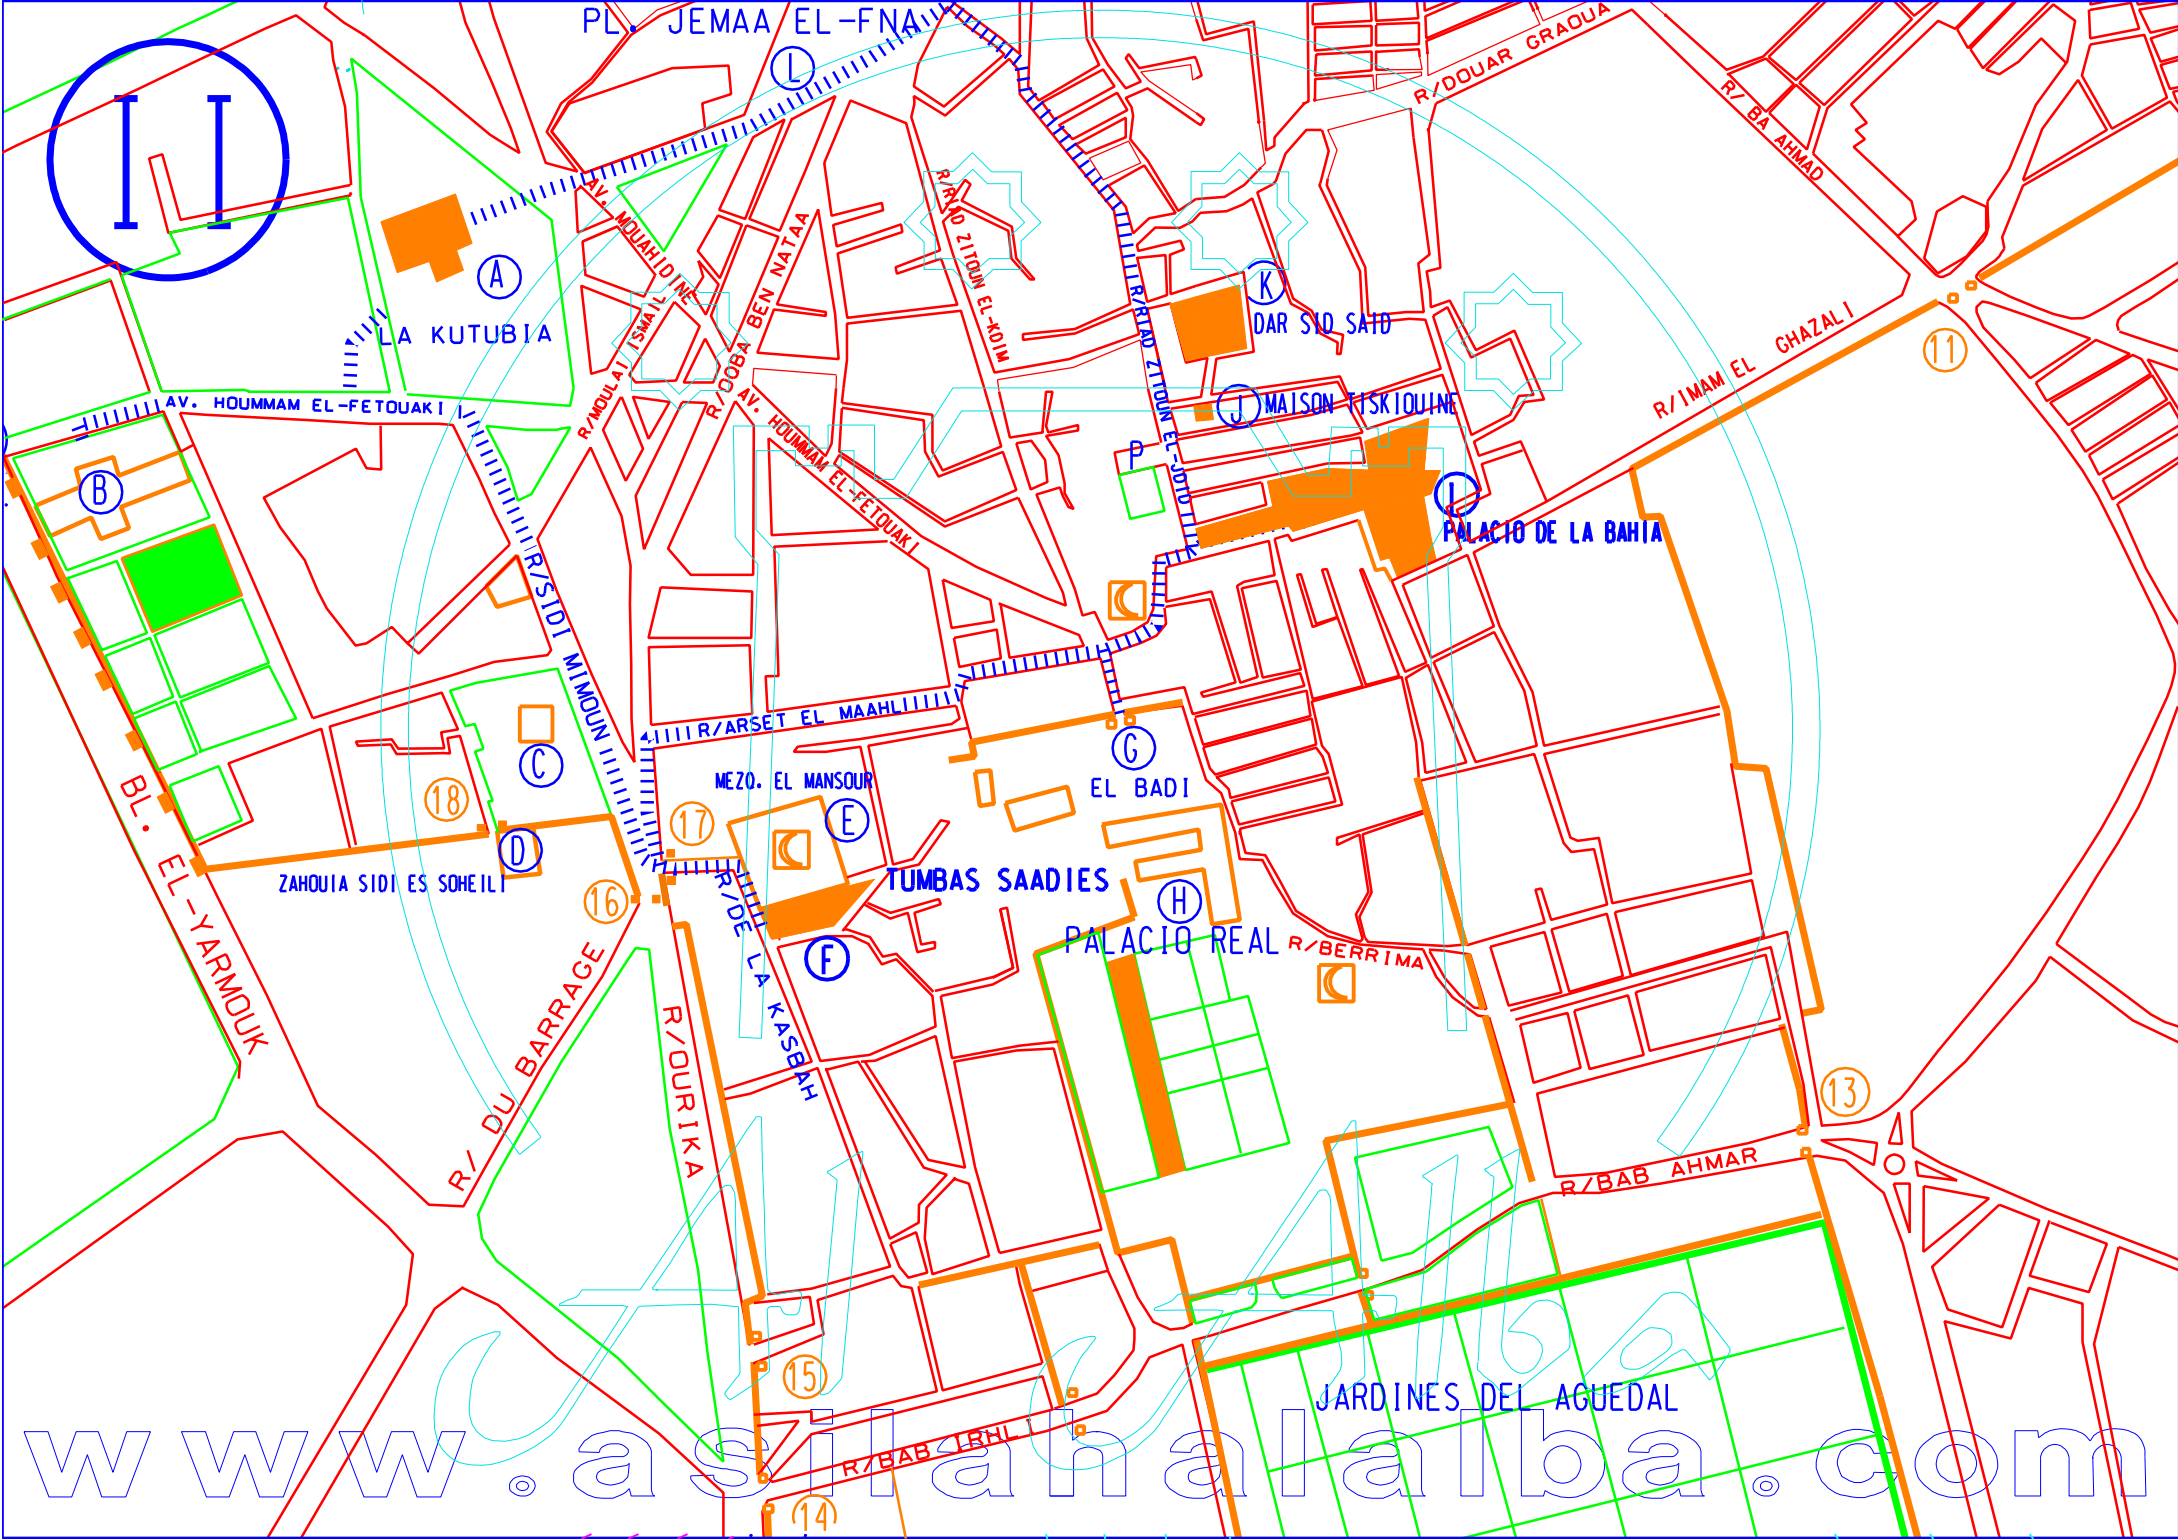 PL. JEMAA EL-FNA
L
II
R/DOUAR GRAOUA
R/ BA AHMAD
AV. MOUAHIDINE
R/RIAD ZITOUN EL-KDIM
A
LA KUTUBIA
R/MOULAI ISMAIL
R/OQBA BEN NATAA
R/RIAD ZITOUN EL-JDID
K
DAR SID SAID
11
R/IMAM EL GHAZALI
AV. HOUMMAM EL-FETOUAKI
AV. HOUMMAM EL-FETOUAKI
J
MAISON TISKIOUINE
P
B
PALACIO DE LA BAHIA
R/SIDI MIMOUN
R/ARSET EL MAAHLI
C
G
EL BADI
MEZQ. EL MANSOUR
E
18
17
D
ZAHOUIA SIDI ES SOHEILI
TUMBAS SAADIES
16
H
PALACIO REAL
F
R/BERRIMA
BL. EL-YARMOUK
R/ DU BARRAGE
R/DE LA KASBAH
R/OURIKA
13
R/BAB AHMAR
15
JARDINES DEL AGUEDAL
R/BAB IRHLI
www.asilahalalba.com
14